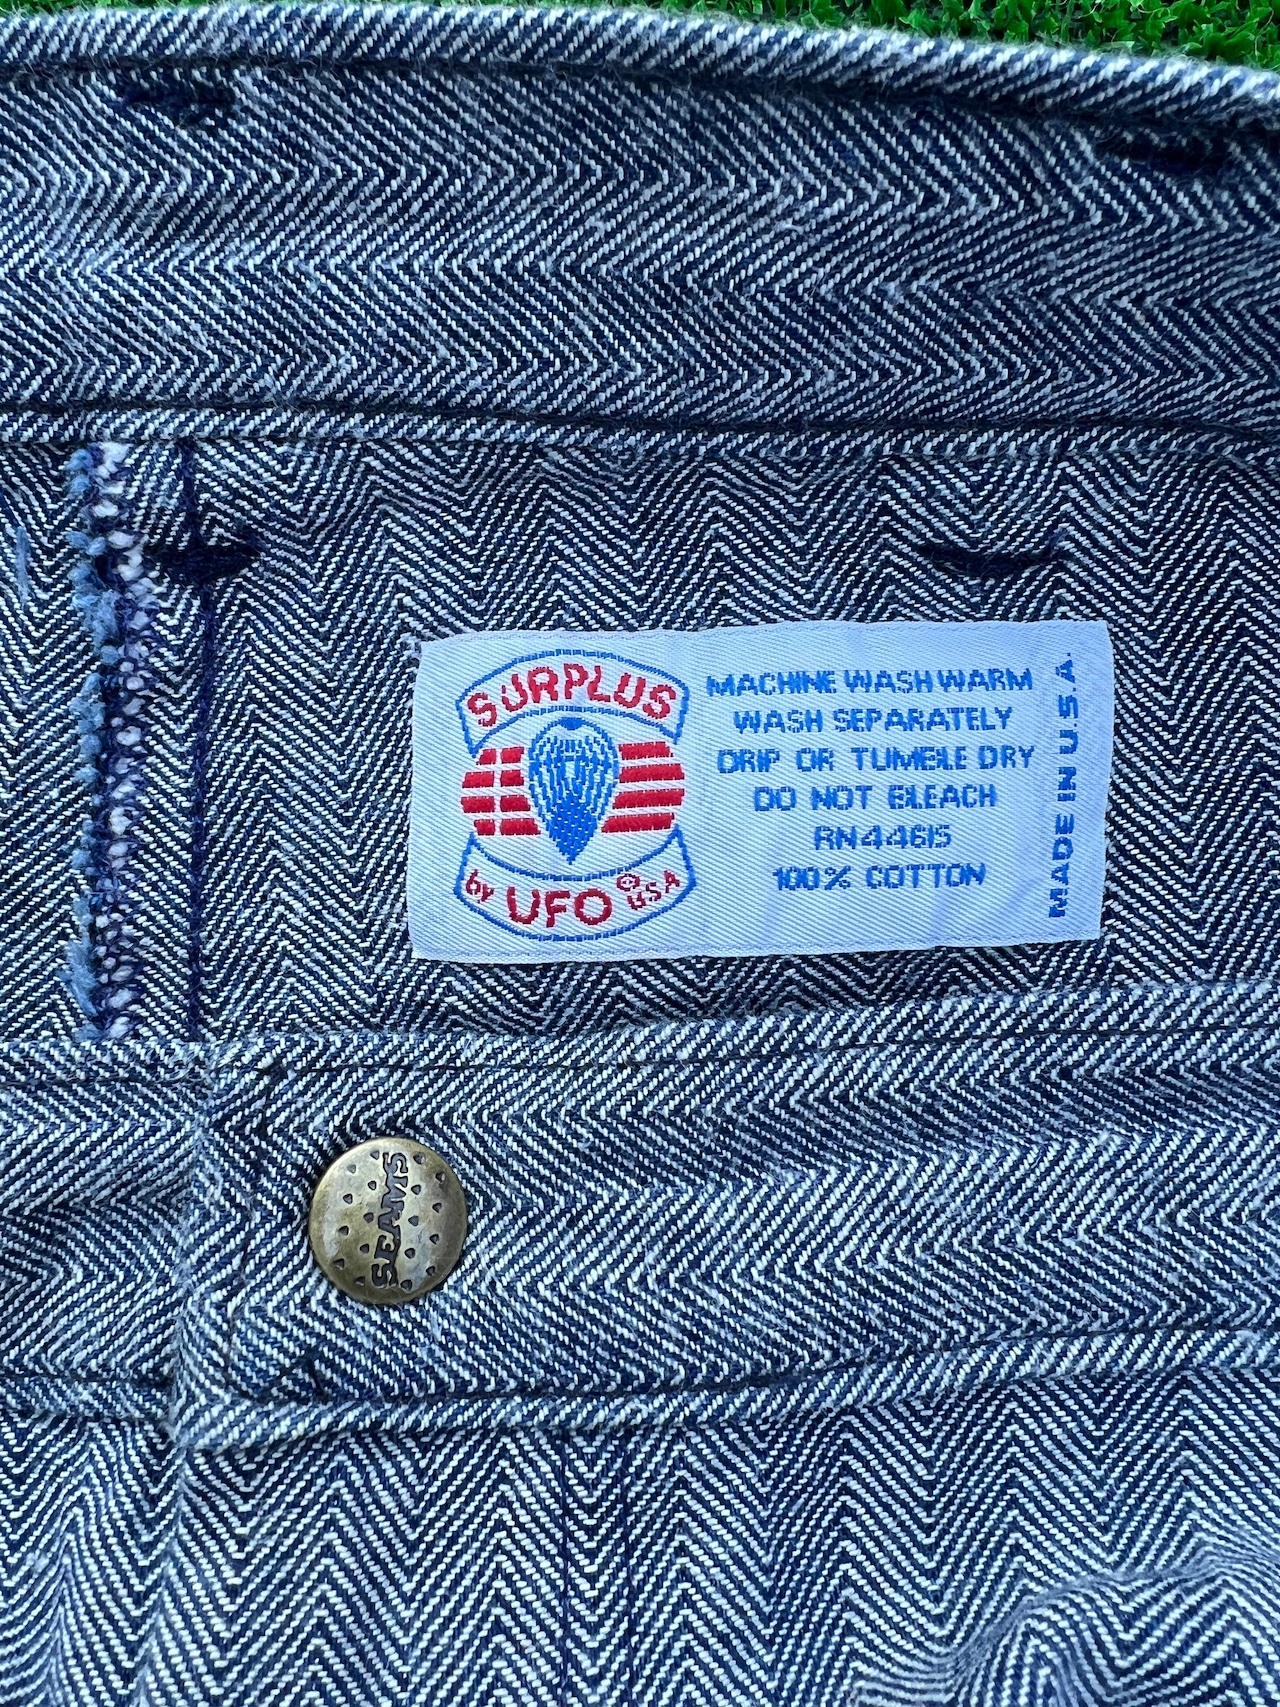 SURPLUS
by UFO © USA
MACHINE WASH WARM
WASH SEPARATELY
DRIP OR TUMBLE DRY
DO NOT BLEACH
RN44615
100% COTTON
MADE IN U.S.A.
SEAMS